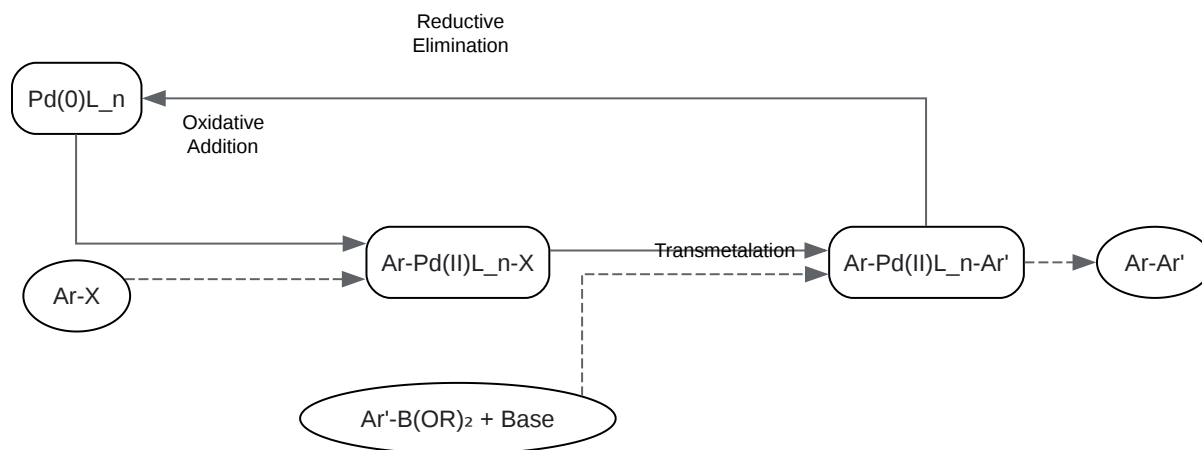 Reductive
Elimination
Pd(0)L_n
Oxidative
Addition
Ar-Pd(II)L_n-X
Transmetalation
Ar-Pd(II)L_n-Ar'
Ar-Ar'
Ar-X
Ar'-B(OR)₂ + Base